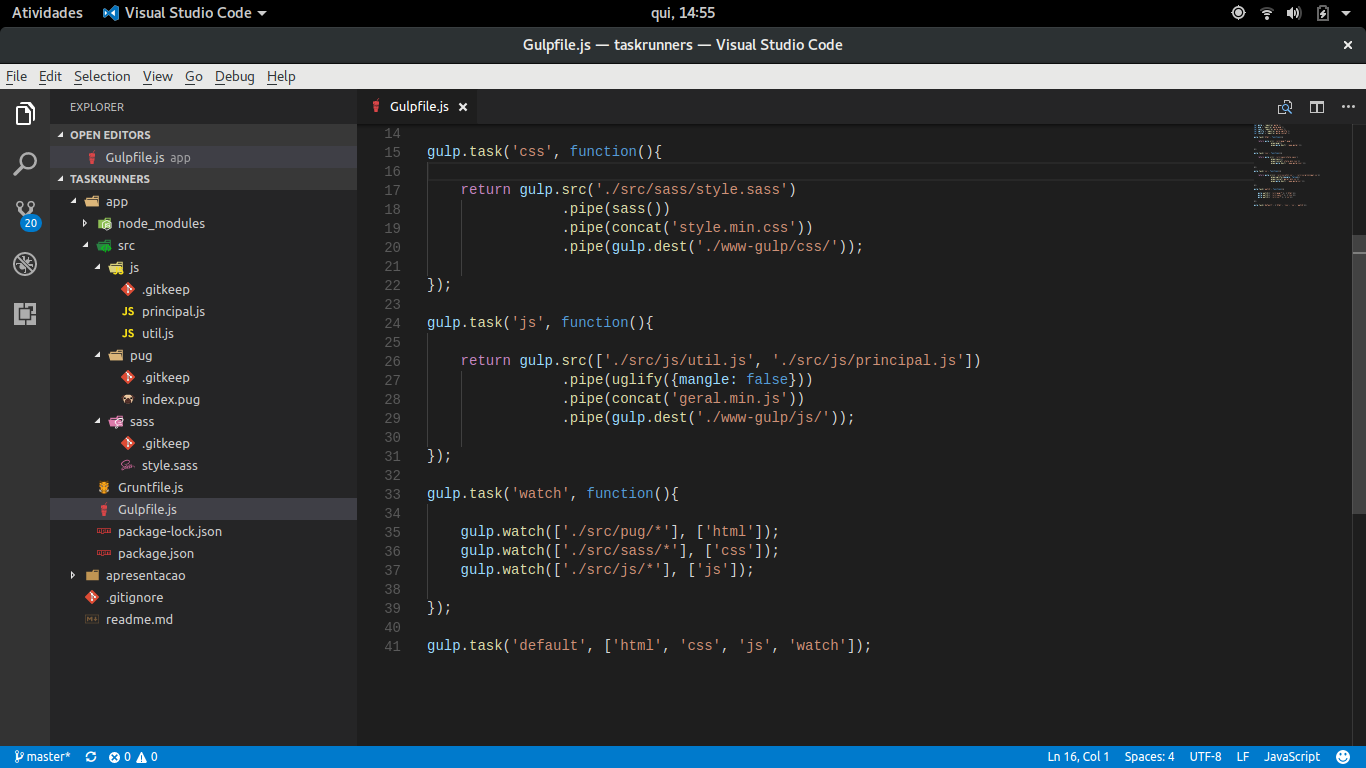 Atividades Visual Studio Code qui, 14:55
Gulpfile.js — taskrunners — Visual Studio Code
File Edit Selection View Go Debug Help
EXPLORER
OPEN EDITORS
Gulpfile.js app
TASKRUNNERS
app
node_modules
src
js
.gitkeep
JS principal.js
JS util.js
pug
.gitkeep
index.pug
sass
.gitkeep
style.sass
Gruntfile.js
Gulpfile.js
package-lock.json
package.json
apresentacao
.gitignore
readme.md
20
Gulpfile.js
14
15 gulp.task('css', function(){
16
17     return gulp.src('./src/sass/style.sass')
18                 .pipe(sass())
19                 .pipe(concat('style.min.css'))
20                 .pipe(gulp.dest('./www-gulp/css/'));
21
22 });
23
24 gulp.task('js', function(){
25
26     return gulp.src(['./src/js/util.js', './src/js/principal.js'])
27                 .pipe(uglify({mangle: false}))
28                 .pipe(concat('geral.min.js'))
29                 .pipe(gulp.dest('./www-gulp/js/'));
30
31 });
32
33 gulp.task('watch', function(){
34
35     gulp.watch(['./src/pug/*'], ['html']);
36     gulp.watch(['./src/sass/*'], ['css']);
37     gulp.watch(['./src/js/*'], ['js']);
38
39 });
40
41 gulp.task('default', ['html', 'css', 'js', 'watch']);
master* 0 0 Ln 16, Col 1 Spaces: 4 UTF-8 LF JavaScript